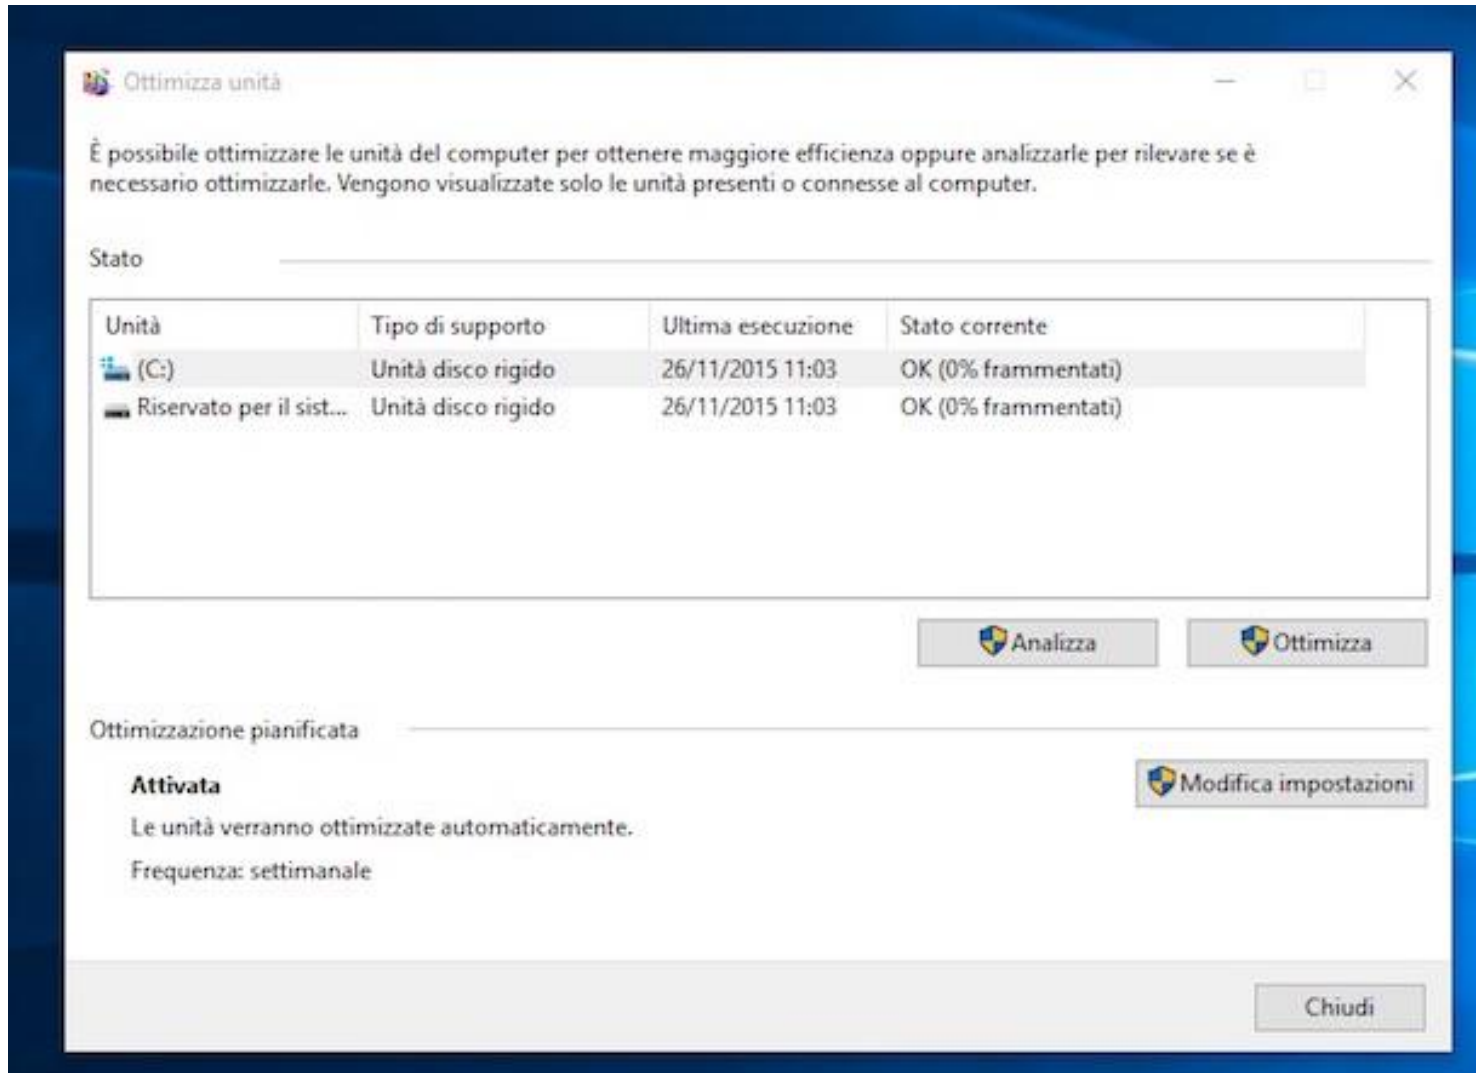 Ottimizza unità
È possibile ottimizzare le unità del computer per ottenere maggiore efficienza oppure analizzarle per rilevare se è
necessario ottimizzarle. Vengono visualizzate solo le unità presenti o connesse al computer.
Stato
Unità Tipo di supporto Ultima esecuzione Stato corrente
(C:) Unità disco rigido 26/11/2015 11:03 OK (0% frammentati)
Riservato per il sist... Unità disco rigido 26/11/2015 11:03 OK (0% frammentati)
Analizza Ottimizza
Ottimizzazione pianificata
Attivata
Modifica impostazioni
Le unità verranno ottimizzate automaticamente.
Frequenza: settimanale
Chiudi